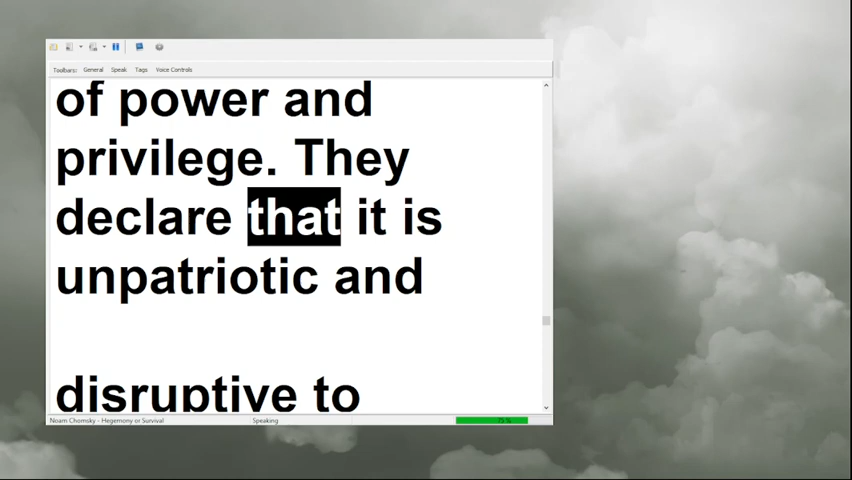 Toolbars: General Speak Tags Voice Controls
of power and
privilege. They
declare that it is
unpatriotic and
disruptive to
Noam Chomsky - Hegemony or Survival Speaking 75 %